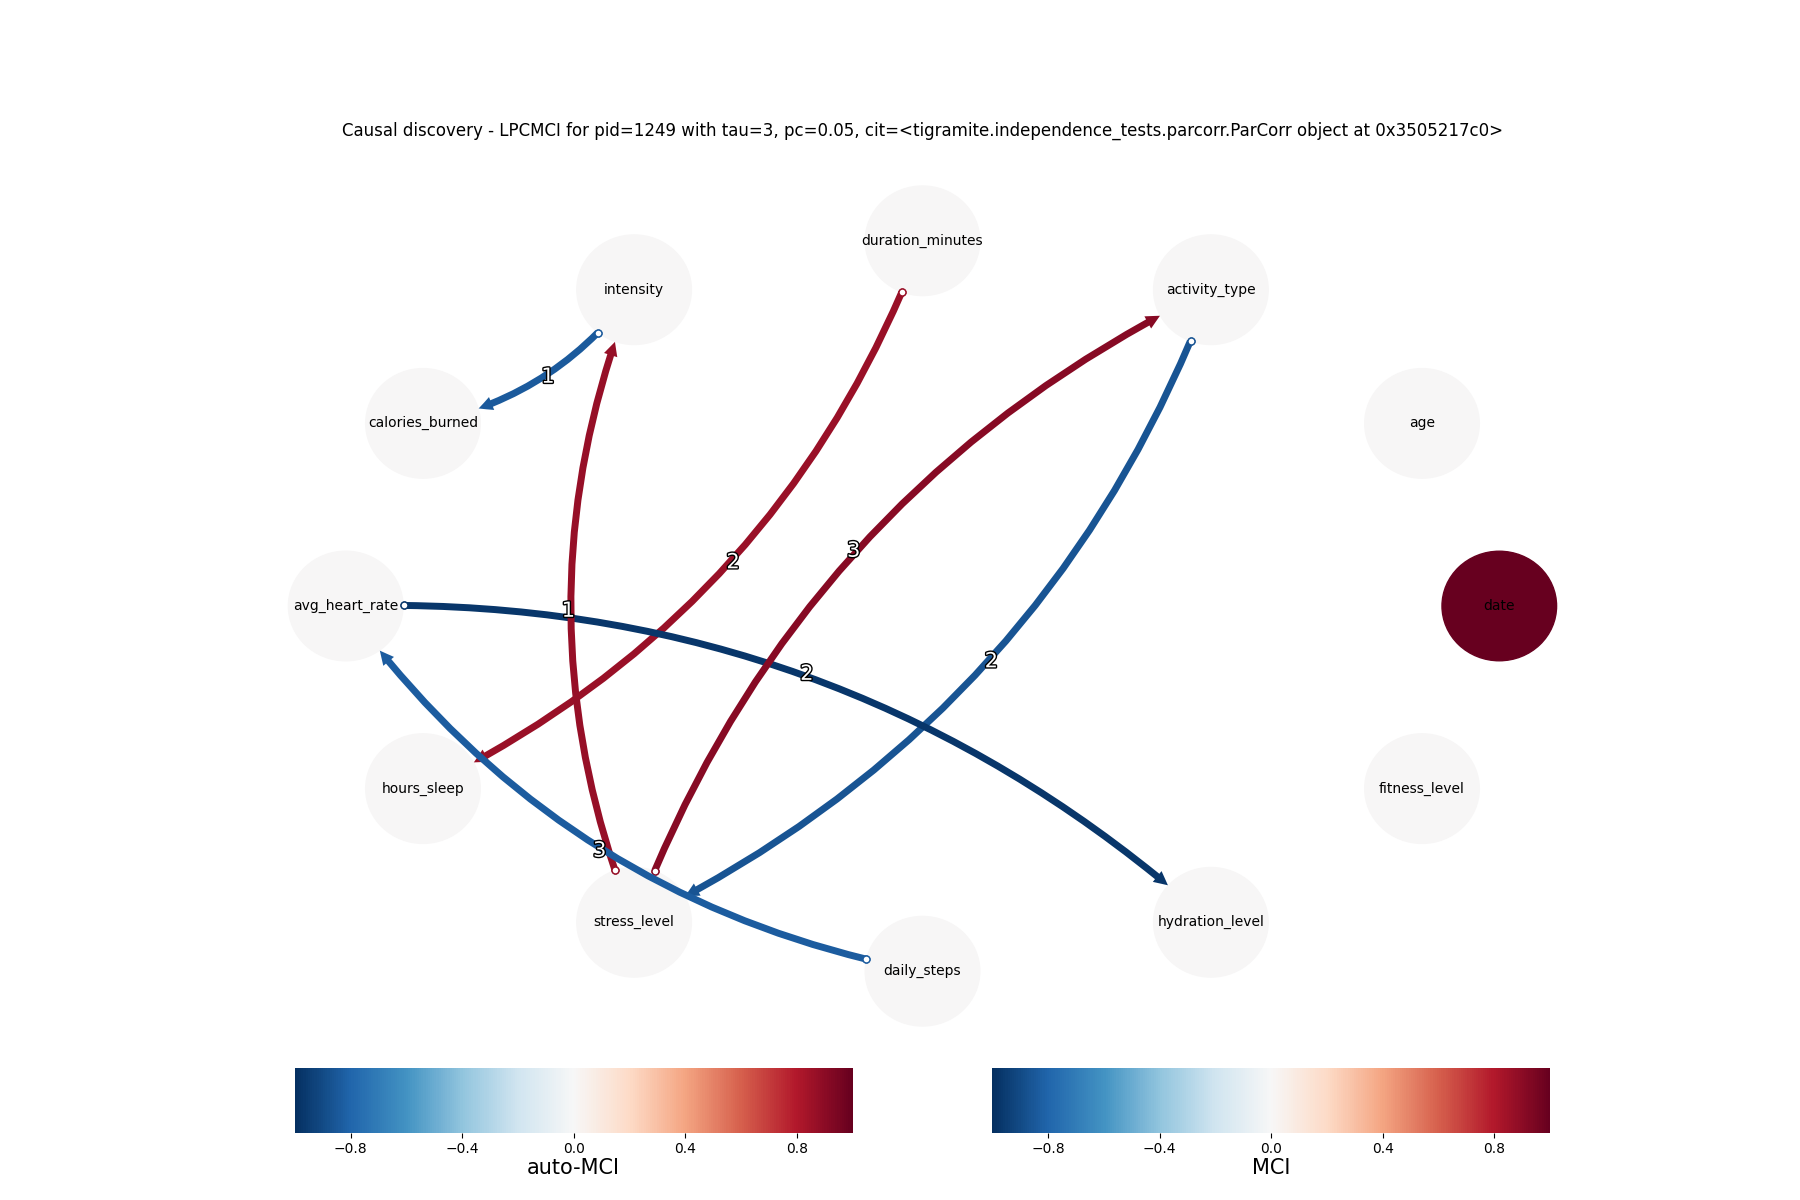 Causal discovery - LPCMCI for pid=1249 with tau=3, pc=0.05, cit=<tigramite.independence_tests.parcorr.ParCorr object at 0x3505217c0>
duration_minutes
intensity
activity_type
1
calories_burned
age
3
2
avg_heart_rate
1
date
2
2
hours_sleep
fitness_level
3
stress_level
hydration_level
daily_steps
−0.8 −0.4 0.0 0.4 0.8
auto-MCI
−0.8 −0.4 0.0 0.4 0.8
MCI